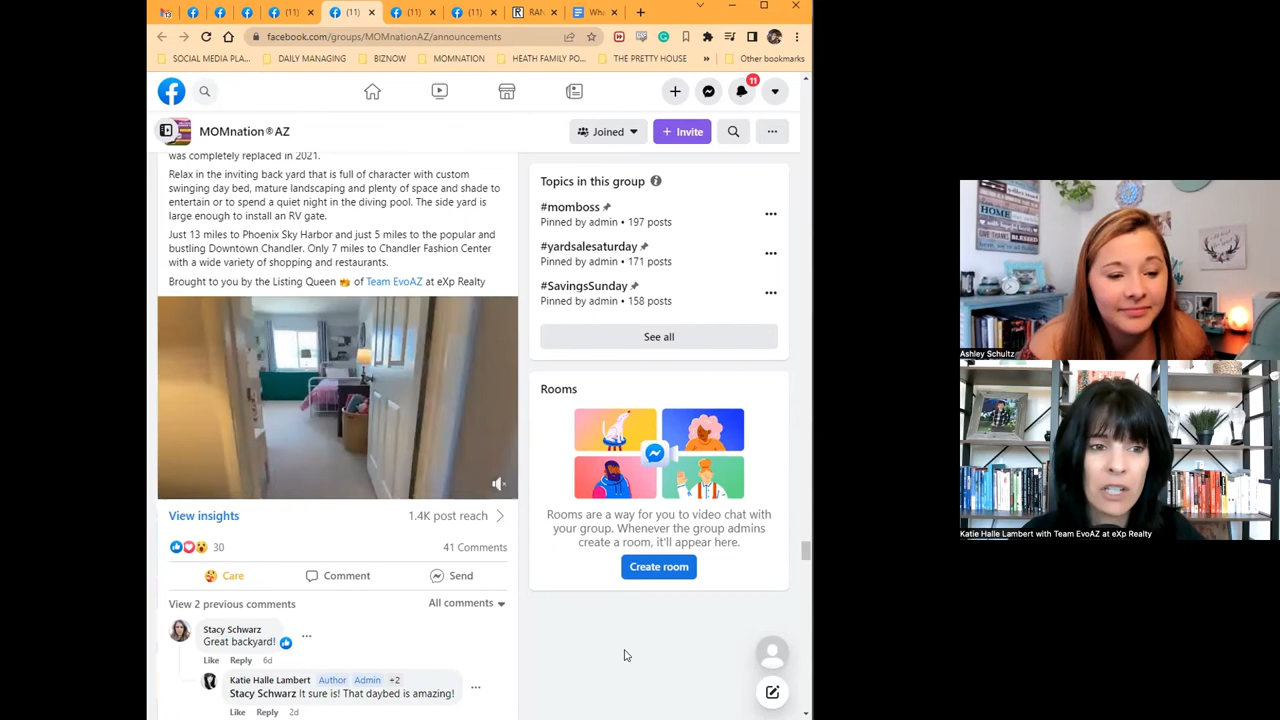 (11)
(11)
(11)
(11)
RAN
Wha
facebook.com/groups/MOMnationAZ/announcements
SOCIAL MEDIA PLA...
DAILY MANAGING
BIZNOW
MOMNATION
HEATH FAMILY PO...
THE PRETTY HOUSE
»
Other bookmarks
11
MOMnation®AZ
Joined
+ Invite
was completely replaced in 2021.
Relax in the inviting back yard that is full of character with custom
swinging day bed, mature landscaping and plenty of space and shade to
entertain or to spend a quiet night in the diving pool. The side yard is
large enough to install an RV gate.
Just 13 miles to Phoenix Sky Harbor and just 5 miles to the popular and
bustling Downtown Chandler. Only 7 miles to Chandler Fashion Center
with a wide variety of shopping and restaurants.
Brought to you by the Listing Queen of Team EvoAZ at eXp Realty
View insights
1.4K post reach
30
41 Comments
Care
Comment
Send
View 2 previous comments
All comments
Stacy Schwarz
Great backyard!
Like Reply 6d
Katie Halle Lambert Author Admin +2
Stacy Schwarz It sure is! That daybed is amazing!
Like Reply 2d
Topics in this group
#momboss
Pinned by admin • 197 posts
#yardsalesaturday
Pinned by admin • 171 posts
#SavingsSunday
Pinned by admin • 158 posts
See all
Rooms
Rooms are a way for you to video chat with
your group. Whenever the group admins
create a room, it'll appear here.
Create room
HOME
BLESSED
Ashley Schultz
Katie Halle Lambert with Team EvoAZ at eXp Realty